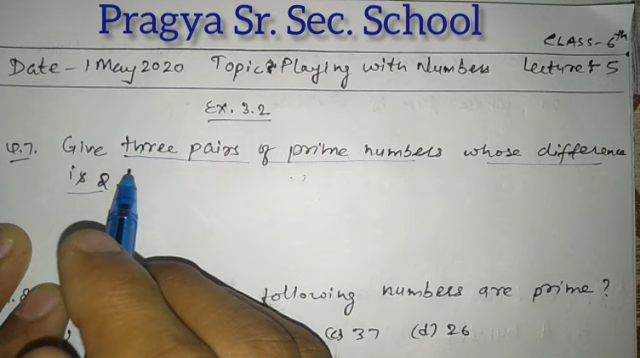 Pragya Sr. Sec. School
CLASS-6th
Date - 1 May 2020 Topic: Playing with Numbers Lecture: 5
Ex. 3.2
Q.7. Give three pairs of prime numbers whose difference
is 2
following numbers are prime?
(c) 37 (d) 26